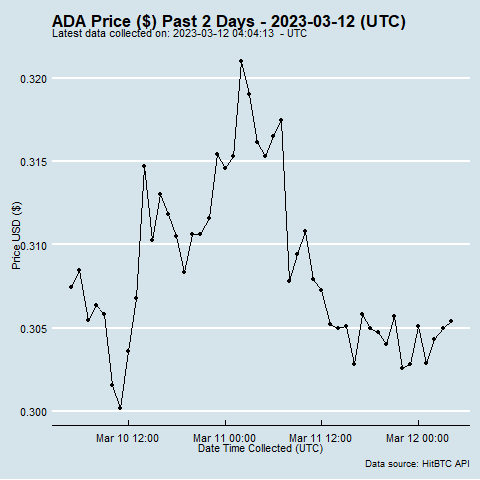 ADA Price ($) Past 2 Days - 2023-03-12 (UTC)
Latest data collected on: 2023-03-12 04:04:13  - UTC
0.320
0.315
0.310
0.305
0.300
Price USD ($)
Mar 10 12:00
Mar 11 00:00
Mar 11 12:00
Mar 12 00:00
Date Time Collected (UTC)
Data source: HitBTC API